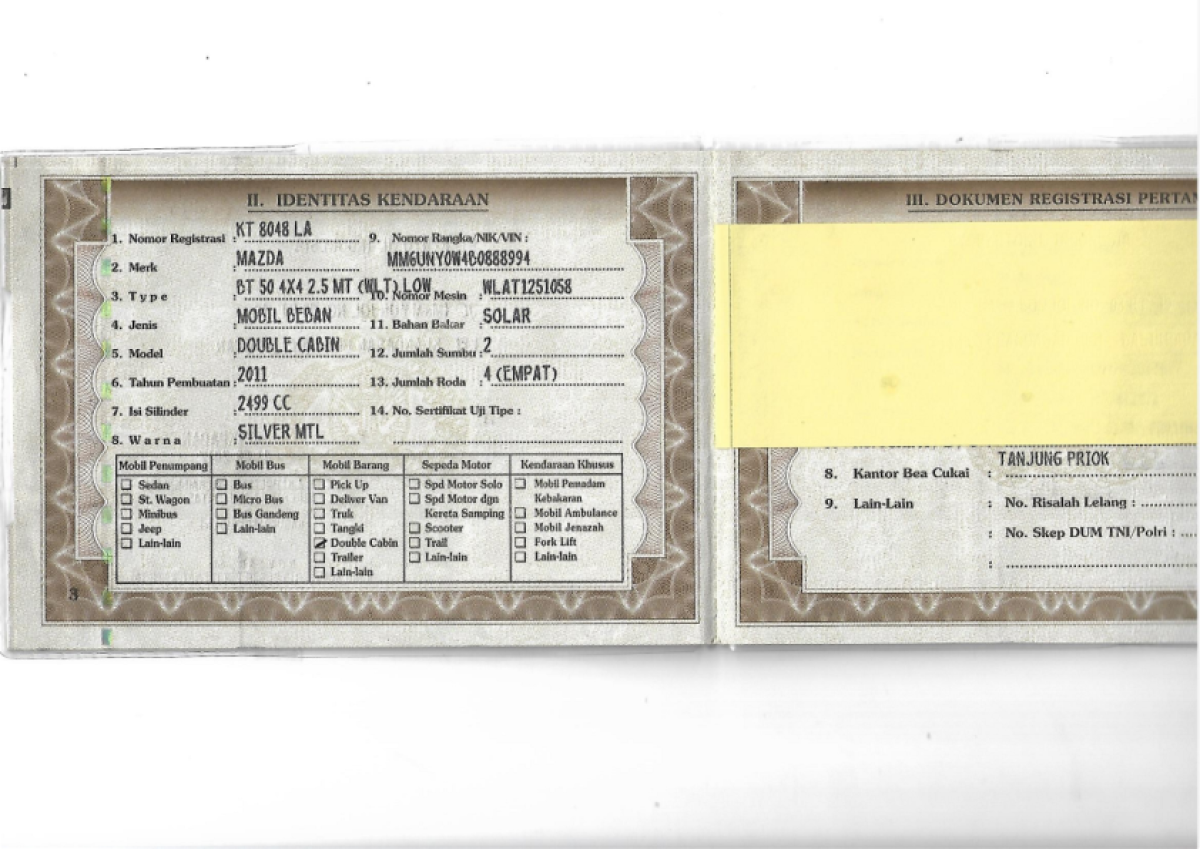 II. IDENTITAS KENDARAAN
1. Nomor Registrasi : KT 8048 LA
2. Merk : MAZDA
3. Type : BT 50 4X4 2.5 MT (WLT) LOW
4. Jenis : MOBIL BEBAN
5. Model : DOUBLE CABIN
6. Tahun Pembuatan : 2011
7. Isi Silinder : 2499 CC
8. Warna : SILVER MTL
9. Nomor Rangka/NIK/VIN :
MM6UNY0W4B0888994
10. Nomor Mesin : WLAT1251058
11. Bahan Bakar : SOLAR
12. Jumlah Sumbu : 2
13. Jumlah Roda : 4 (EMPAT)
14. No. Sertifikat Uji Tipe :
Mobil Penumpang
Sedan
St. Wagon
Minibus
Jeep
Lain-lain
Mobil Bus
Bus
Micro Bus
Bus Gandeng
Lain-lain
Mobil Barang
Pick Up
Deliver Van
Truk
Tangki
Double Cabin
Trailer
Lain-lain
Sepeda Motor
Spd Motor Solo
Spd Motor dgn
Kereta Samping
Scooter
Trail
Lain-lain
Kendaraan Khusus
Mobil Pemadam
Kebakaran
Mobil Ambulance
Mobil Jenazah
Fork Lift
Lain-lain
3
III. DOKUMEN REGISTRASI PERTAM
8. Kantor Bea Cukai : TANJUNG PRIOK
9. Lain-Lain : No. Risalah Lelang :
: No. Skep DUM TNI/Polri :
: